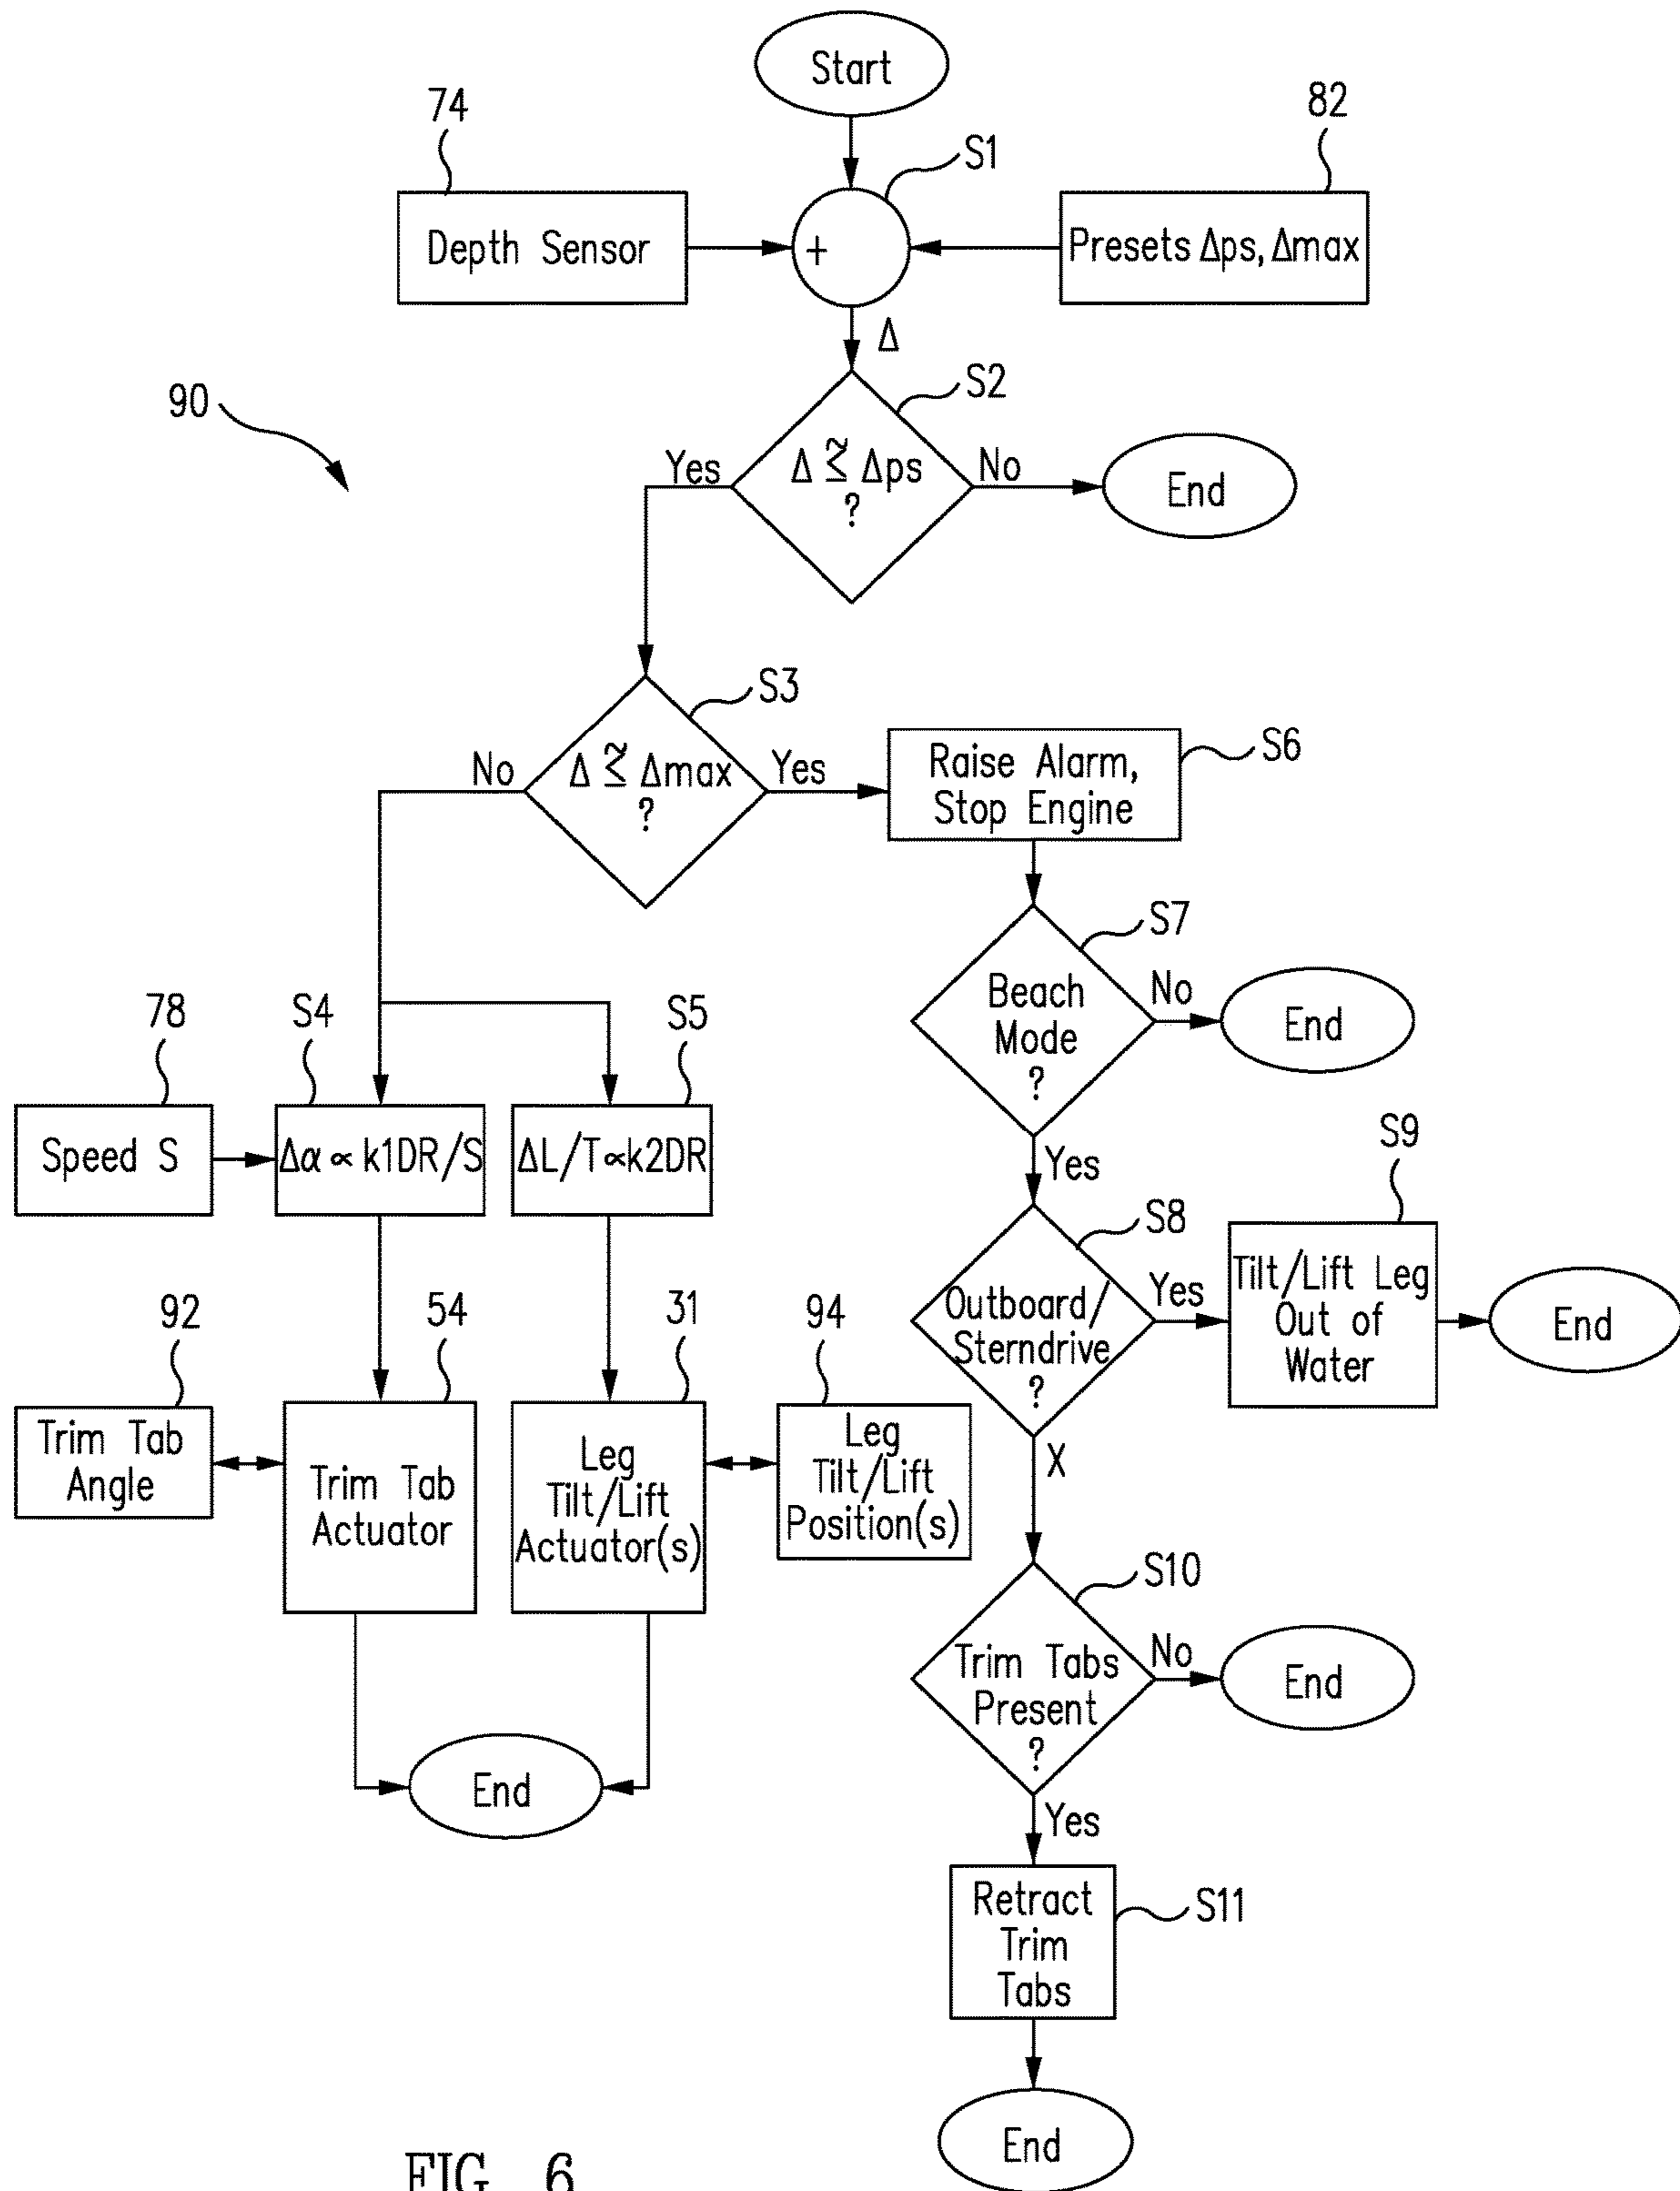 Start
74
82
S1
Depth Sensor
+
Presets Δps, Δmax
Δ
S2
90
Yes
Δ ≨̃ Δps
?
No
End
S3
No
Δ ≨̃ Δmax
?
Yes
Raise Alarm,
Stop Engine
S6
S7
78
S4
S5
Beach
Mode
?
No
End
Speed S
Δα ∝ k1DR/S
ΔL/T∝k2DR
Yes
S9
S8
92
54
31
94
Outboard/
Sterndrive
?
Yes
Tilt/Lift Leg
Out of
Water
End
Trim Tab
Angle
Trim Tab
Actuator
Leg
Tilt/Lift
Actuator(s)
Leg
Tilt/Lift
Position(s)
X
S10
Trim Tabs
Present
?
No
End
End
Yes
Retract
Trim
Tabs
S11
End
FIG. 6